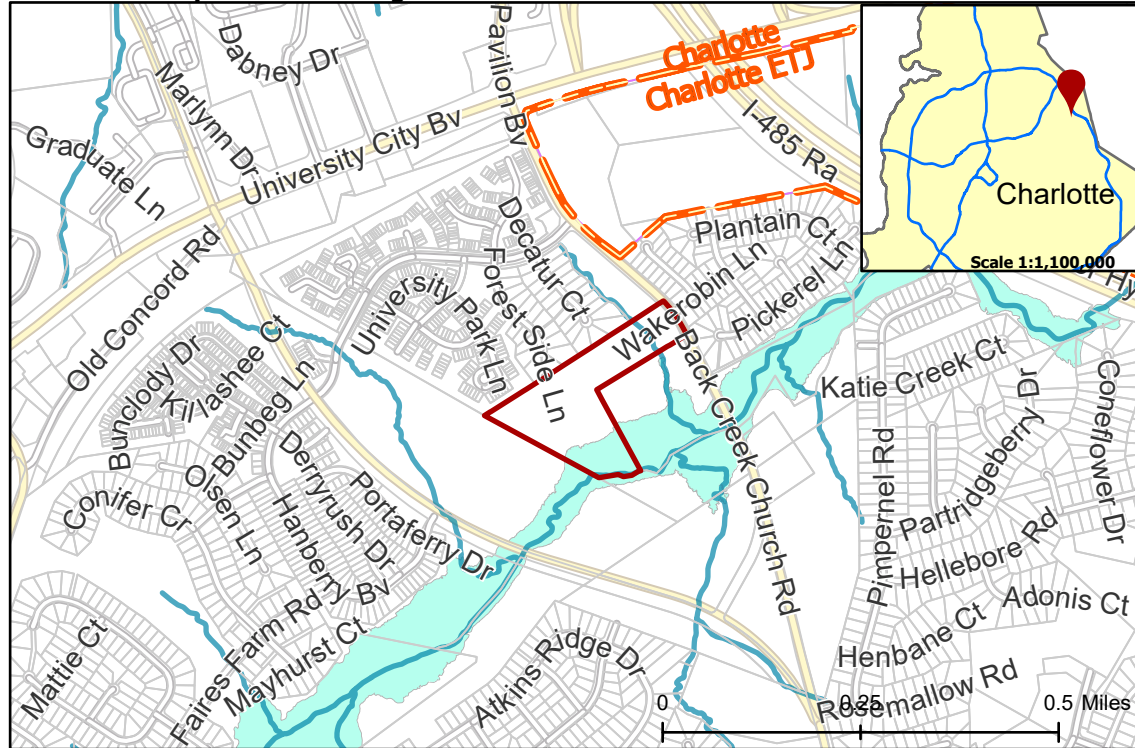 Dabney Dr
Marlynn Dr
Graduate Ln
University City Bv
Pavilion Bv
Charlotte
Charlotte ETJ
I-485 Ra
Charlotte
Scale 1:1,100,000
Old Concord Rd
Decatur Ct
Forest Side Ln
University Park Ln
Plantain Ct
Wakerobin Ln
Pickerel Ln
Back Creek Church Rd
Katie Creek Ct
Bunclody Dr
Killashee Ct
Bunbeg Ln
Olsen Ln
Conifer Cr
Derryrush Dr
Hanberry Bv
Portaferry Dr
Pimpernel Rd
Partridgeberry Dr
Coneflower Dr
Hellebore Rd
Adonis Ct
Henbane Ct
Rosemallow Rd
Mattie Ct
Faires Farm Rd
Mayhurst Ct
Atkins Ridge Dr
0 0.25 0.5 Miles